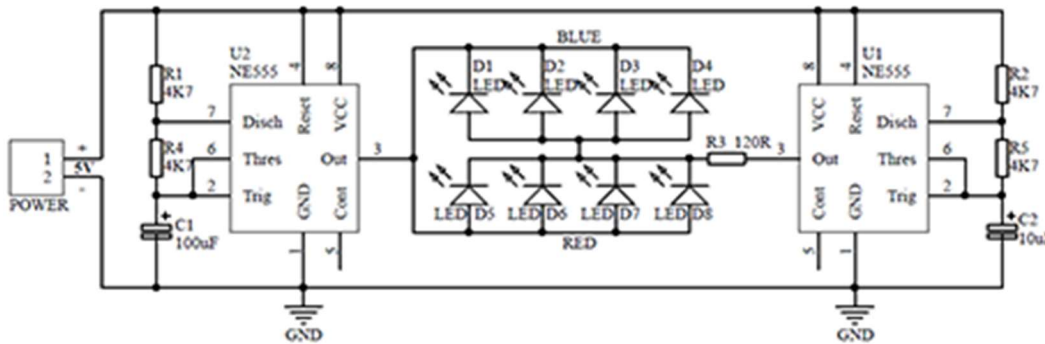 BLUE
U2
NE555
U1
NE555
D1
LED
D2
LED
D3
LED
D4
LED
R1
4K7
R2
4K7
4
8
8
4
7
Disch
Reset
VCC
VCC
Reset
Disch
7
R4
4K7
R5
4K7
6
Thres
Out
3
R3 120R
3
Out
Thres
6
1
2
+
5V
-
POWER
2
Trig
GND
Cont
Cont
GND
Trig
2
LED D5
LED D6
LED D7
LED D8
RED
+
C1
100uF
1
5
5
1
+
C2
GND
GND